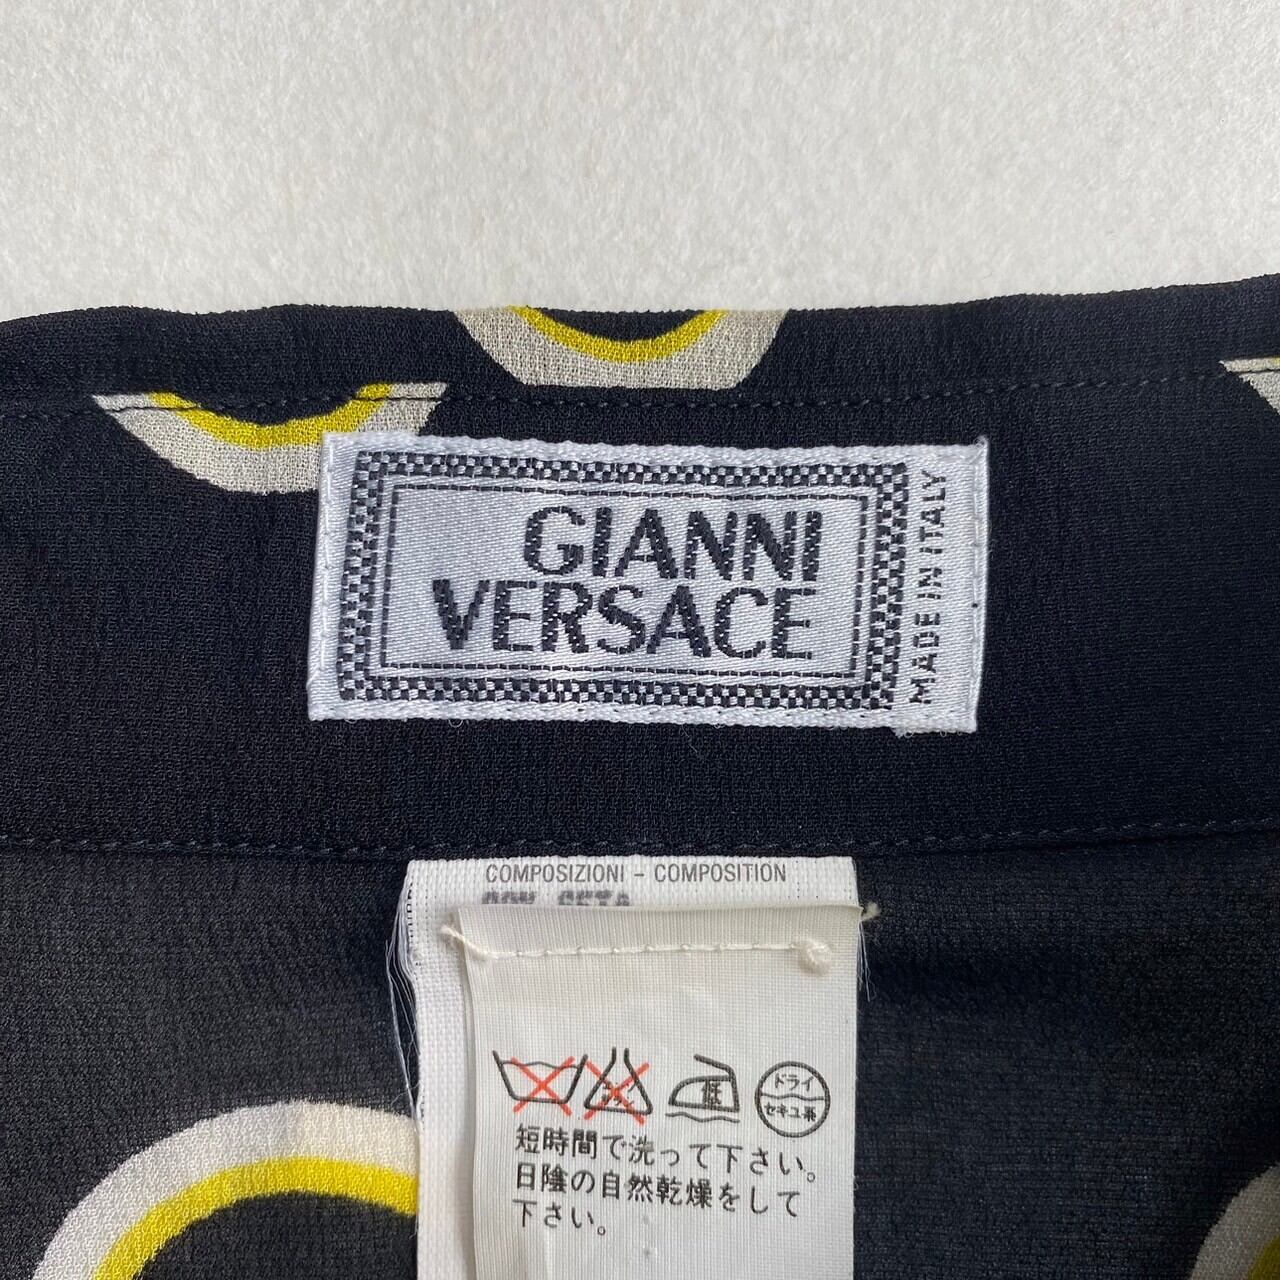 GIANNI
VERSACE
MADE IN ITALY
COMPOSIZIONI - COMPOSITION
低
ドライ
セキユ系
短時間で洗って下さい。
日陰の自然乾燥をして
下さい。